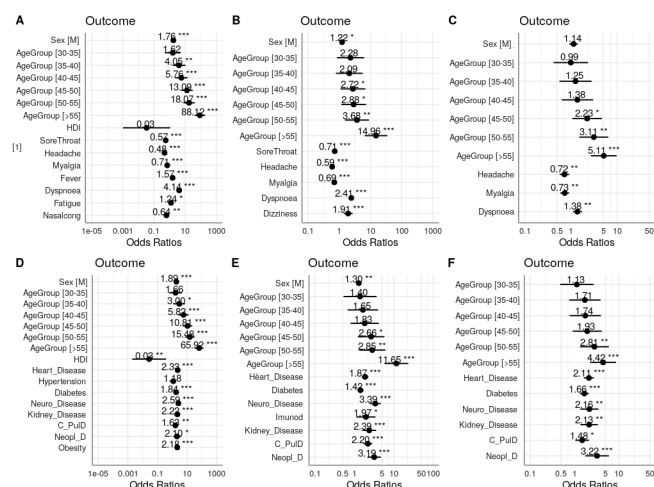 A
Outcome
Sex [M] 1.76 ***
AgeGroup [30-35] 1.62
AgeGroup [35-40] 4.05 **
AgeGroup [40-45] 5.76 ***
AgeGroup [45-50] 13.09 ***
AgeGroup [50-55] 18.07 ***
AgeGroup [>55] 88.12 ***
HDI 0.03
SoreThroat 0.57 ***
Headache 0.48 ***
Myalgia 0.71 ***
Fever 1.57 ***
Dyspnoea 4.14 ***
Fatigue 1.24 *
Nasalcong 0.64 **
[1]
1e-05 0.001 0.1 10 1000
Odds Ratios
B
Outcome
Sex [M] 1.22 *
AgeGroup [30-35] 2.28
AgeGroup [35-40] 2.09
AgeGroup [40-45] 2.72 *
AgeGroup [45-50] 2.88 *
AgeGroup [50-55] 3.68 **
AgeGroup [>55] 14.96 ***
SoreThroat 0.71 ***
Headache 0.59 ***
Myalgia 0.69 ***
Dyspnoea 2.41 ***
Dizziness 1.91 ***
0.1 1 10 100 1000
Odds Ratios
C
Outcome
Sex [M] 1.14
AgeGroup [30-35] 0.99
AgeGroup [35-40] 1.25
AgeGroup [40-45] 1.38
AgeGroup [45-50] 2.23 *
AgeGroup [50-55] 3.11 **
AgeGroup [>55] 5.11 ***
Headache 0.72 **
Myalgia 0.73 **
Dyspnoea 1.38 **
0.1 0.5 1 5 10 50
Odds Ratios
D
Outcome
Sex [M] 1.89 ***
AgeGroup [30-35] 1.66
AgeGroup [35-40] 3.00 *
AgeGroup [40-45] 5.82 ***
AgeGroup [45-50] 10.81 ***
AgeGroup [50-55] 15.48 ***
AgeGroup [>55] 65.92 ***
HDI 0.03 **
Heart_Disease 2.33 ***
Hypertension 1.18
Diabetes 1.84 ***
Neuro_Disease 2.59 ***
Kidney_Disease 2.22 ***
C_PulD 1.62 **
Neopl_D 2.10 *
Obesity 2.18 ***
1e-05 0.001 0.1 10 1000
Odds Ratios
E
Outcome
Sex [M] 1.30 **
AgeGroup [30-35] 1.40
AgeGroup [35-40] 1.65
AgeGroup [40-45] 1.83
AgeGroup [45-50] 2.66 *
AgeGroup [50-55] 2.85 **
AgeGroup [>55] 11.65 ***
Heart_Disease 1.87 ***
Diabetes 1.42 ***
Neuro_Disease 3.39 ***
Imunod 1.97 *
Kidney_Disease 2.39 ***
C_PulD 2.20 ***
Neopl_D 3.19 ***
0.1 0.5 1 5 10 50 100
Odds Ratios
F
Outcome
AgeGroup [30-35] 1.13
AgeGroup [35-40] 1.71
AgeGroup [40-45] 1.74
AgeGroup [45-50] 1.93
AgeGroup [50-55] 2.81 **
AgeGroup [>55] 4.42 ***
Heart_Disease 2.11 ***
Diabetes 1.66 ***
Neuro_Disease 2.16 **
Kidney_Disease 2.13 **
C_PulD 1.48 *
Neopl_D 3.22 ***
0.1 0.5 1 5 10 50
Odds Ratios